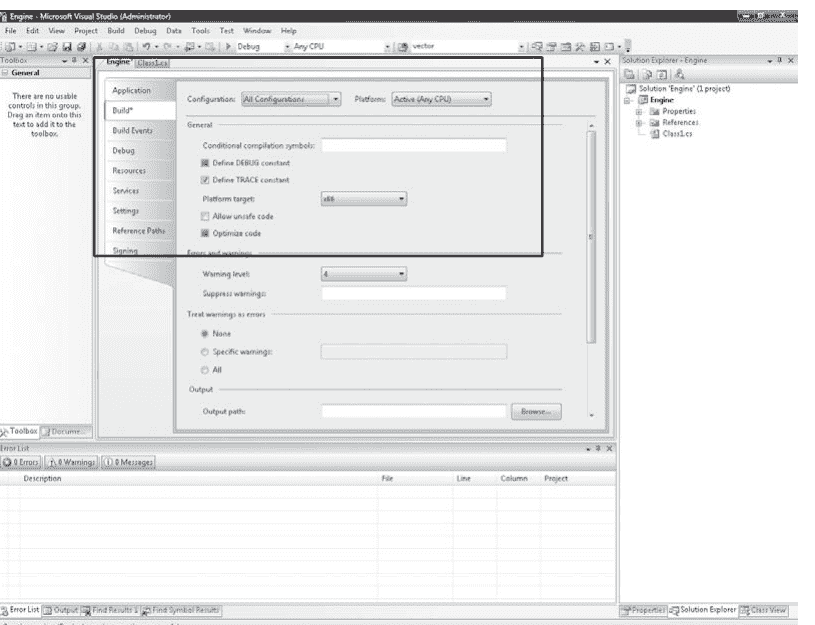 Engine - Microsoft Visual Studio (Administrator)
File Edit View Project Build Debug Data Tools Test Window Help
Debug Any CPU vector
Toolbox
General
There are no usable
controls in this group.
Drag an item onto this
text to add it to the
toolbox.
Toolbox Docume...
Engine* Class1.cs
Application
Build*
Build Events
Debug
Resources
Services
Settings
Reference Paths
Signing
Configuration: All Configurations Platform: Active (Any CPU)
General
Conditional compilation symbols:
Define DEBUG constant
Define TRACE constant
Platform target: x86
Allow unsafe code
Optimize code
Errors and warnings
Warning level: 4
Suppress warnings:
Treat warnings as errors
None
Specific warnings:
All
Output
Output path: Browse...
Solution Explorer - Engine
Solution 'Engine' (1 project)
Engine
Properties
References
Class1.cs
Error List
0 Errors 0 Warnings 0 Messages
Description File Line Column Project
Error List Output Find Results 1 Find Symbol Results
Properties Solution Explorer Class View